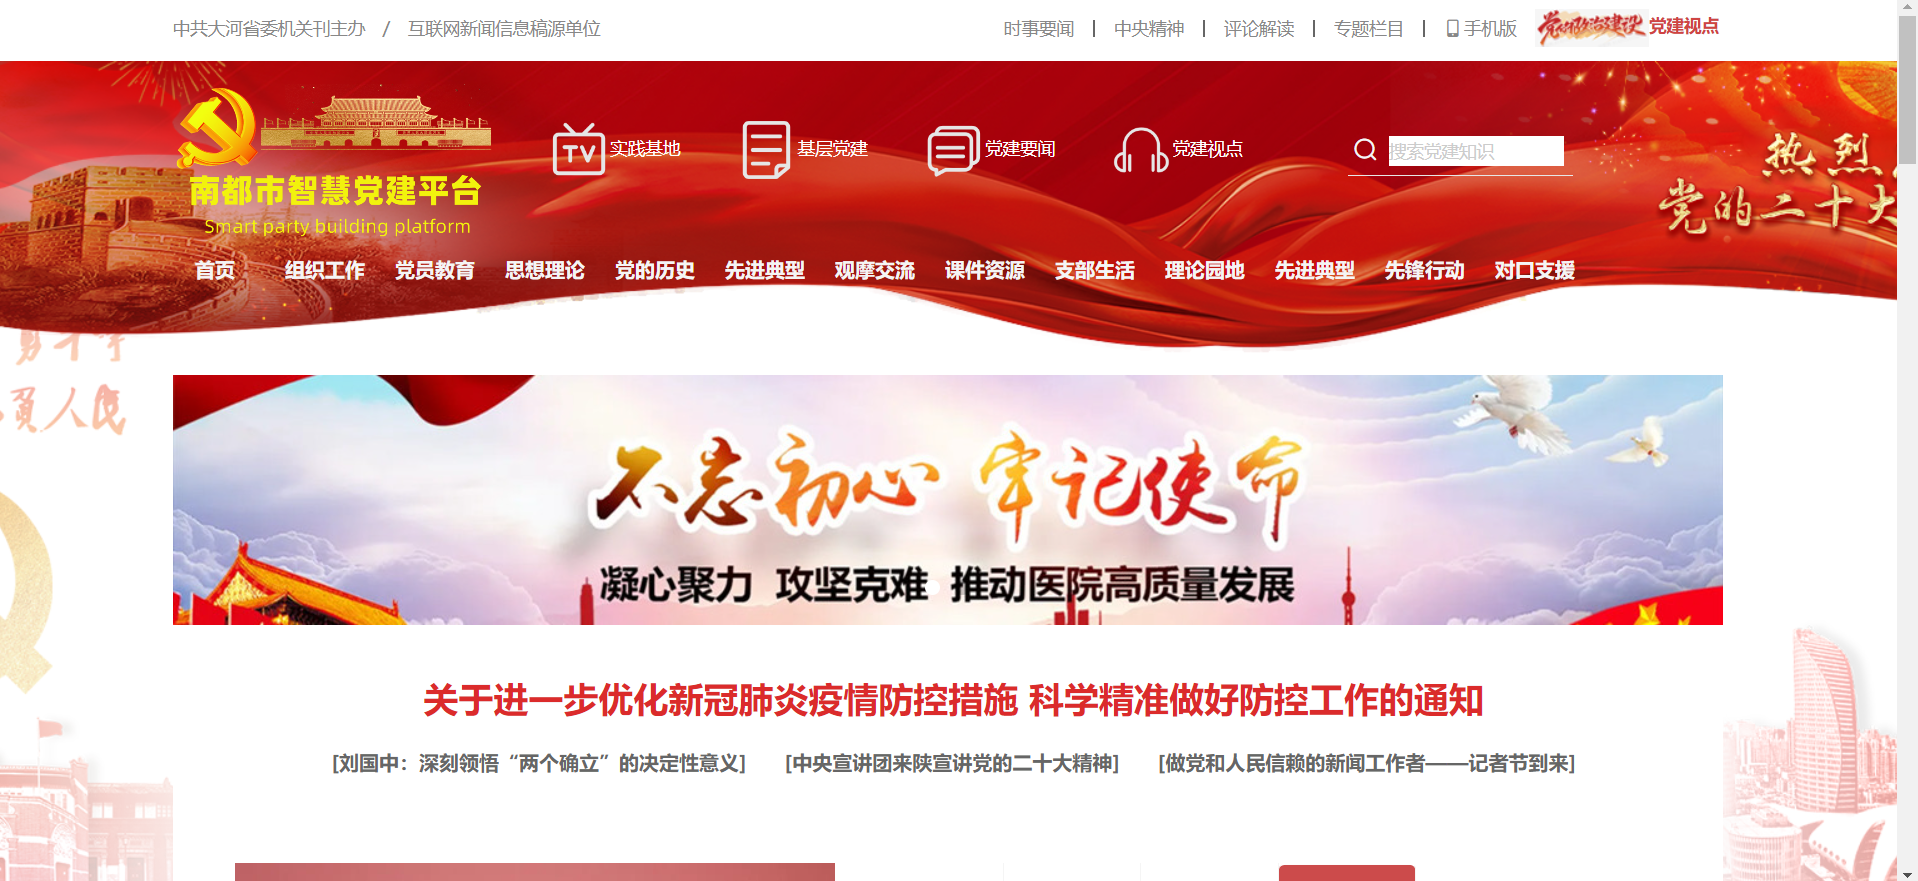 中共大河省委机关刊主办 / 互联网新闻信息稿源单位
时事要闻 | 中央精神 | 评论解读 | 专题栏目 | 手机版
党的政治建设 党建视点
南都市智慧党建平台
Smart party building platform
TV 实践基地 基层党建 党建要闻 党建视点
搜索党建知识
热烈
党的二十大
首页 组织工作 党员教育 思想理论 党的历史 先进典型 观摩交流 课件资源 支部生活 理论园地 先进典型 先锋行动 对口支援
人民
不忘初心 牢记使命
凝心聚力 攻坚克难 推动医院高质量发展
关于进一步优化新冠肺炎疫情防控措施 科学精准做好防控工作的通知
[刘国中：深刻领悟“两个确立”的决定性意义] [中央宣讲团来陕宣讲党的二十大精神] [做党和人民信赖的新闻工作者——记者节到来]